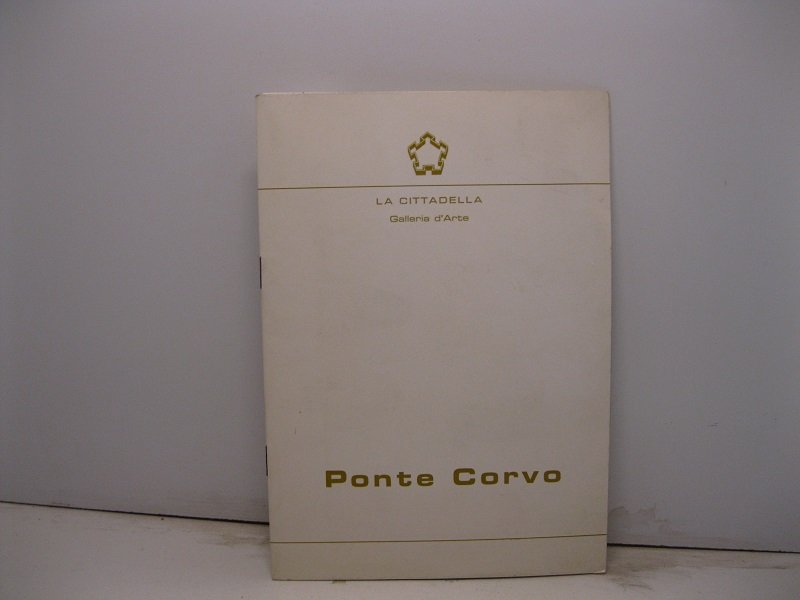 LA CITTADELLA
Galleria d'Arte
Ponte Corvo